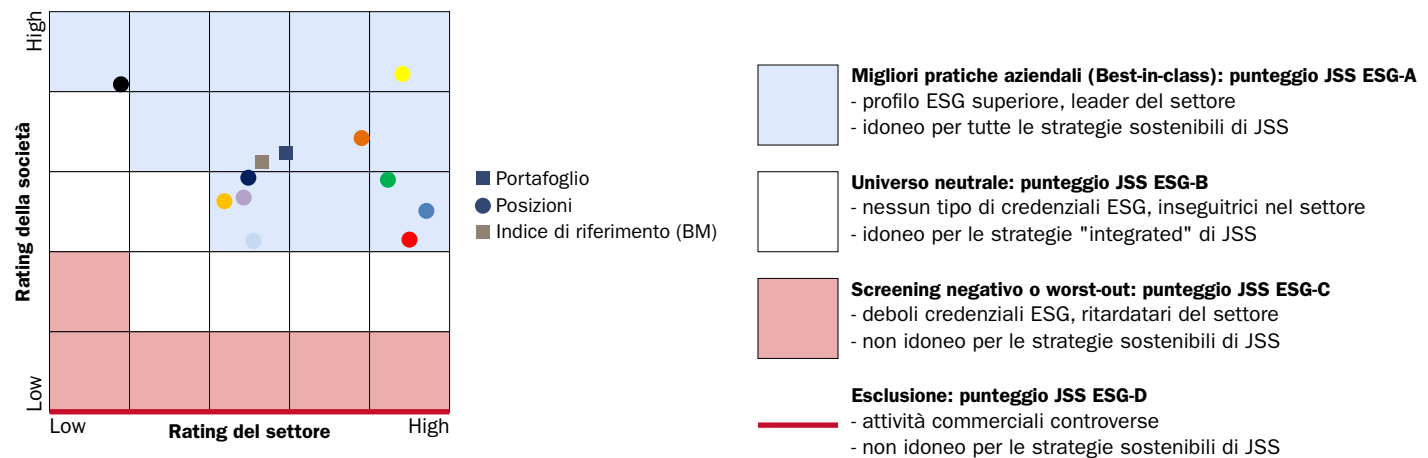 High
Rating della società
Low
Low
Rating del settore
High
Portafoglio
Posizioni
Indice di riferimento (BM)
Migliori pratiche aziendali (Best-in-class): punteggio JSS ESG-A
- profilo ESG superiore, leader del settore
- idoneo per tutte le strategie sostenibili di JSS
Universo neutrale: punteggio JSS ESG-B
- nessun tipo di credenziali ESG, inseguitrici nel settore
- idoneo per le strategie "integrated" di JSS
Screening negativo o worst-out: punteggio JSS ESG-C
- deboli credenziali ESG, ritardatari del settore
- non idoneo per le strategie sostenibili di JSS
Esclusione: punteggio JSS ESG-D
- attività commerciali controverse
- non idoneo per le strategie sostenibili di JSS